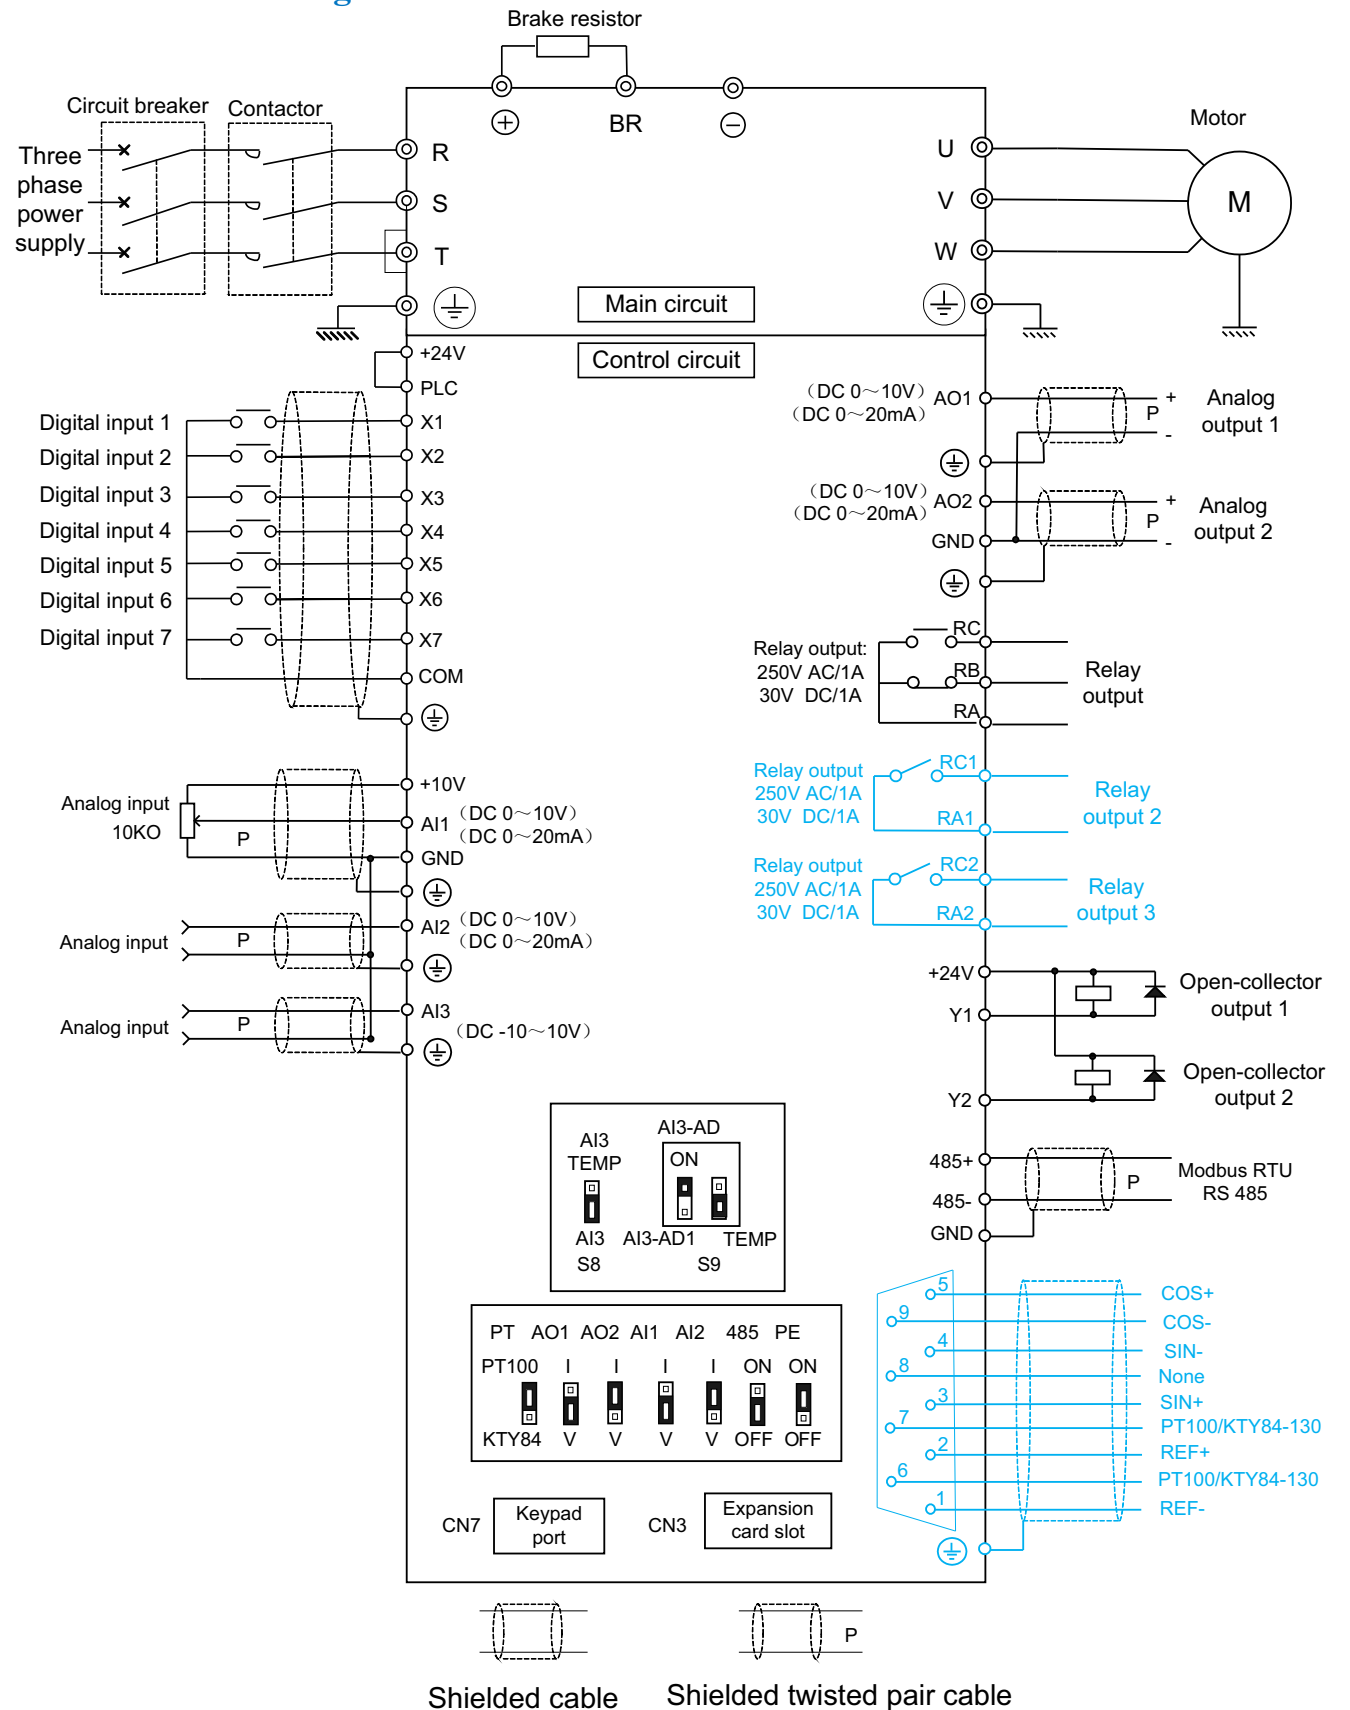 g
Brake resistor
Circuit breaker
Contactor
Three
phase
power
supply
Motor
M
BR
R
S
T
U
V
W
Main circuit
Control circuit
+24V
PLC
Digital input 1
X1
Digital input 2
X2
Digital input 3
X3
Digital input 4
X4
Digital input 5
X5
Digital input 6
X6
Digital input 7
X7
COM
+10V
Analog input
10KO
P
AI1
(DC 0～10V)
(DC 0～20mA)
GND
Analog input
P
AI2
(DC 0～10V)
(DC 0～20mA)
Analog input
P
AI3
(DC -10～10V)
(DC 0～10V)
(DC 0～20mA)
AO1
+
P
-
Analog
output 1
(DC 0～10V)
(DC 0～20mA)
AO2
GND
+
P
-
Analog
output 2
Relay output:
250V AC/1A
30V DC/1A
RC
RB
RA
Relay
output
Relay output
250V AC/1A
30V DC/1A
RC1
RA1
Relay
output 2
Relay output
250V AC/1A
30V DC/1A
RC2
RA2
Relay
output 3
+24V
Y1
Open-collector
output 1
Y2
Open-collector
output 2
485+
485-
GND
P
Modbus RTU
RS 485
AI3
TEMP
AI3
S8
AI3-AD
ON
AI3-AD1
TEMP
S9
PT AO1 AO2 AI1 AI2 485 PE
PT100 I I I I ON ON
KTY84 V V V V OFF OFF
CN7
Keypad
port
CN3
Expansion
card slot
5 COS+
9 COS-
4 SIN-
8 None
3 SIN+
7 PT100/KTY84-130
2 REF+
6 PT100/KTY84-130
1 REF-
P
Shielded cable
Shielded twisted pair cable